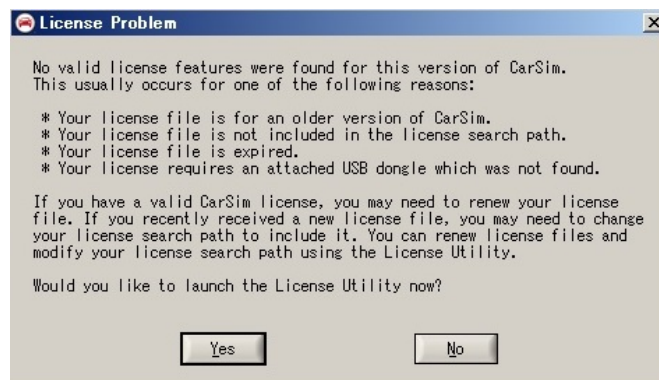 License Problem
No valid license features were found for this version of CarSim.
This usually occurs for one of the following reasons:
* Your license file is for an older version of CarSim.
* Your license file is not included in the license search path.
* Your license file is expired.
* Your license requires an attached USB dongle which was not found.
If you have a valid CarSim license, you may need to renew your license
file. If you recently received a new license file, you may need to change
your license search path to include it. You can renew license files and
modify your license search path using the License Utility.
Would you like to launch the License Utility now?
Yes
No